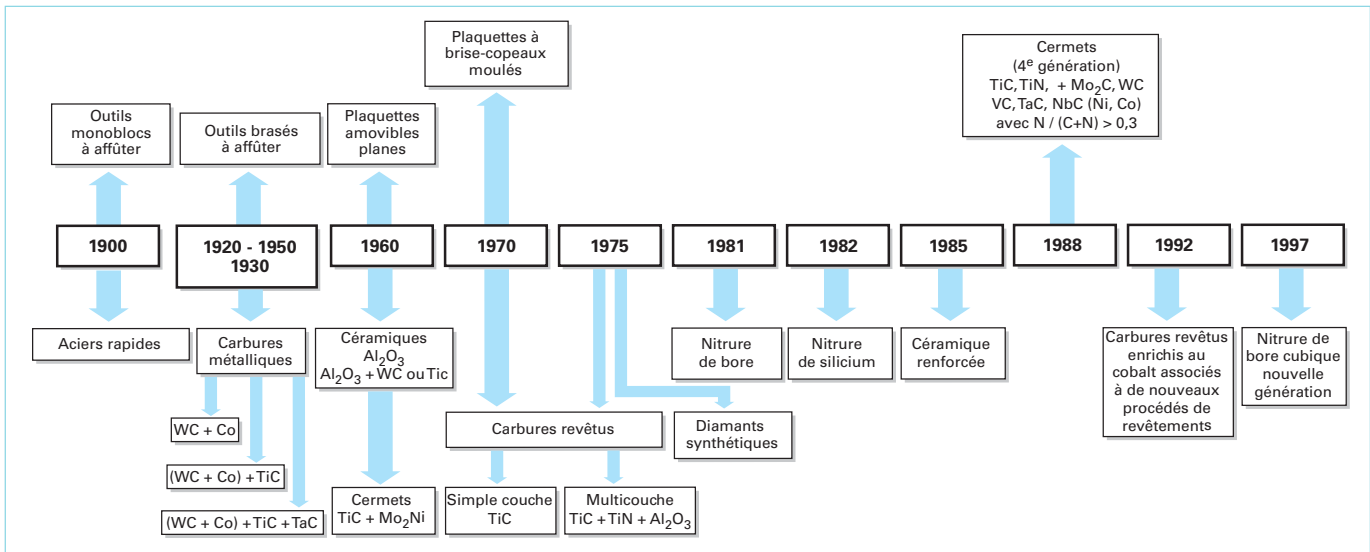 Plaquettes à
brise-copeaux
moulés
Cermets
(4e génération)
TiC, TiN, + Mo2C, WC
VC, TaC, NbC (Ni, Co)
avec N / (C+N) > 0,3
Outils
monoblocs
à affûter
Outils brasés
à affûter
Plaquettes
amovibles
planes
1900
1920 - 1950
1930
1960
1970
1975
1981
1982
1985
1988
1992
1997
Aciers rapides
Carbures
métalliques
Céramiques
Al2O3
Al2O3 + WC ou Tic
Nitrure
de bore
Nitrure
de silicium
Céramique
renforcée
Carbures revêtus
enrichis au
cobalt associés
à de nouveaux
procédés de
revêtements
Nitrure de
bore cubique
nouvelle
génération
WC + Co
(WC + Co) + TiC
(WC + Co) + TiC + TaC
Carbures revêtus
Diamants
synthétiques
Cermets
TiC + Mo2Ni
Simple couche
TiC
Multicouche
TiC + TiN + Al2O3